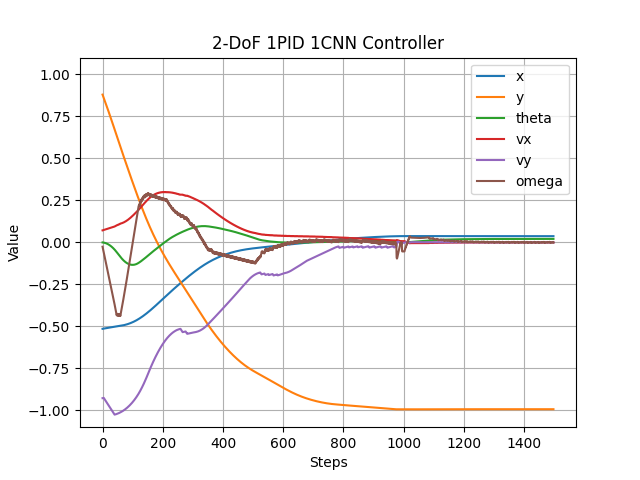 2-DoF 1PID 1CNN Controller
1.00
0.75
0.50
0.25
0.00
−0.25
−0.50
−0.75
−1.00
Value
0 200 400 600 800 1000 1200 1400
Steps
x
y
theta
vx
vy
omega